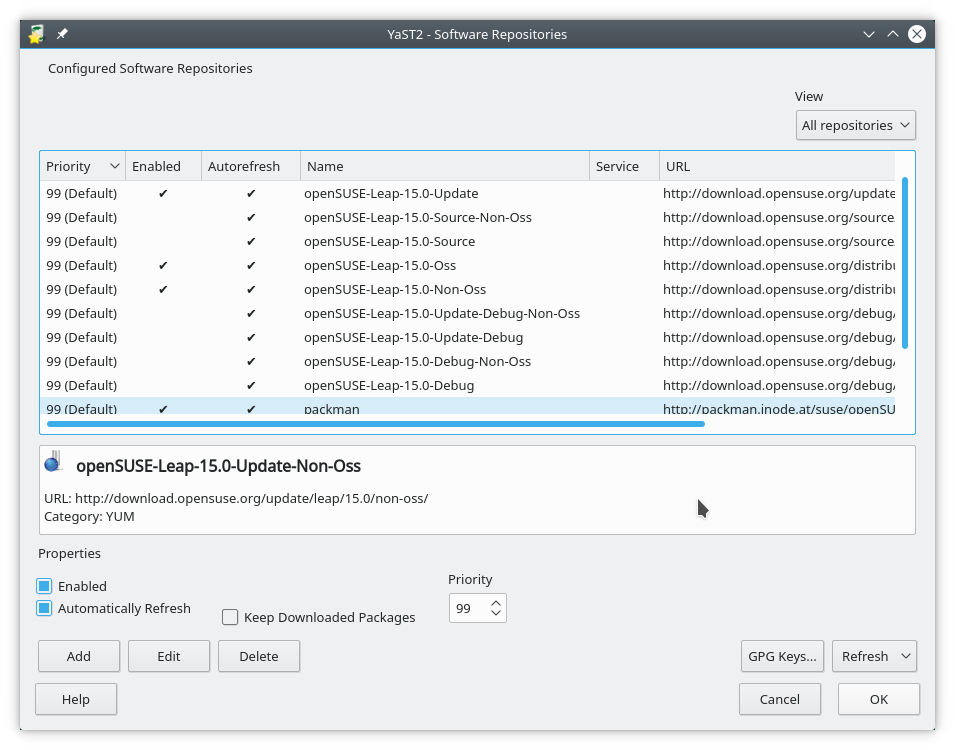 YaST2 - Software Repositories
Configured Software Repositories
View
All repositories
Priority Enabled Autorefresh Name Service URL
99 (Default) ✔ ✔ openSUSE-Leap-15.0-Update http://download.opensuse.org/update
99 (Default) ✔ openSUSE-Leap-15.0-Source-Non-Oss http://download.opensuse.org/source
99 (Default) ✔ openSUSE-Leap-15.0-Source http://download.opensuse.org/source
99 (Default) ✔ ✔ openSUSE-Leap-15.0-Oss http://download.opensuse.org/distribu
99 (Default) ✔ ✔ openSUSE-Leap-15.0-Non-Oss http://download.opensuse.org/distribu
99 (Default) ✔ openSUSE-Leap-15.0-Update-Debug-Non-Oss http://download.opensuse.org/debug/
99 (Default) ✔ openSUSE-Leap-15.0-Update-Debug http://download.opensuse.org/debug/
99 (Default) ✔ openSUSE-Leap-15.0-Debug-Non-Oss http://download.opensuse.org/debug/
99 (Default) ✔ openSUSE-Leap-15.0-Debug http://download.opensuse.org/debug/
99 (Default) ✔ ✔ packman http://packman.inode.at/suse/openSU
openSUSE-Leap-15.0-Update-Non-Oss
URL: http://download.opensuse.org/update/leap/15.0/non-oss/
Category: YUM
Properties
Enabled
Automatically Refresh
Keep Downloaded Packages
Priority
99
Add Edit Delete GPG Keys... Refresh
Help Cancel OK